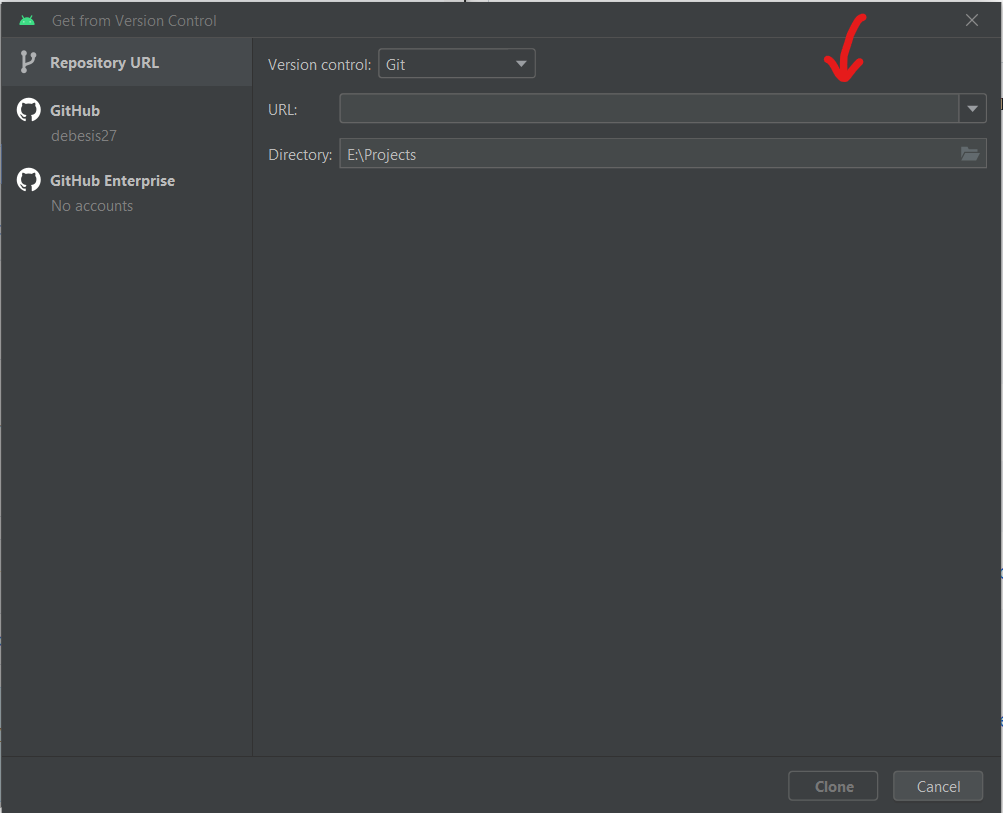 Get from Version Control
Repository URL
GitHub
debesis27
GitHub Enterprise
No accounts
Version control: Git
URL:
Directory: E:\Projects
Clone
Cancel